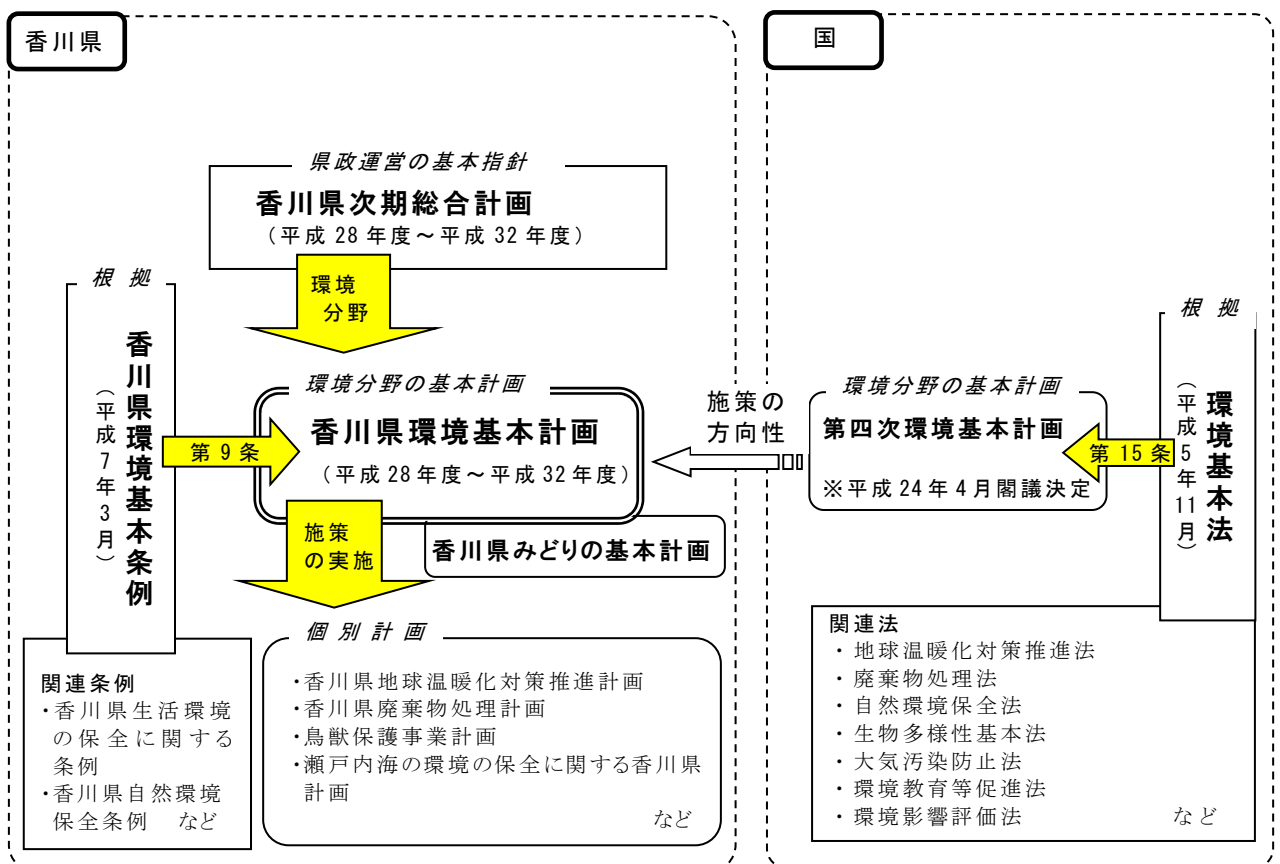 香川県
県政運営の基本指針
香川県次期総合計画
（平成 28 年度～平成 32 年度）
環境
分野
根 拠
香川県環境基本条例
（平成7年3月）
第 9 条
環境分野の基本計画
香川県環境基本計画
（平成 28 年度～平成 32 年度）
施策
の実施
香川県みどりの基本計画
個 別 計 画
・香川県地球温暖化対策推進計画
・香川県廃棄物処理計画
・鳥獣保護事業計画
・瀬戸内海の環境の保全に関する香川県
計画
など
関連条例
・香川県生活環境
の保全に関する
条例
・香川県自然環境
保全条例 など
施策の
方向性
国
環境分野の基本計画
第四次環境基本計画
※平成 24 年 4 月閣議決定
第 15 条
根 拠
環境基本法
（平成5年11月）
関連法
・地球温暖化対策推進法
・廃棄物処理法
・自然環境保全法
・生物多様性基本法
・大気汚染防止法
・環境教育等促進法
・環境影響評価法 など